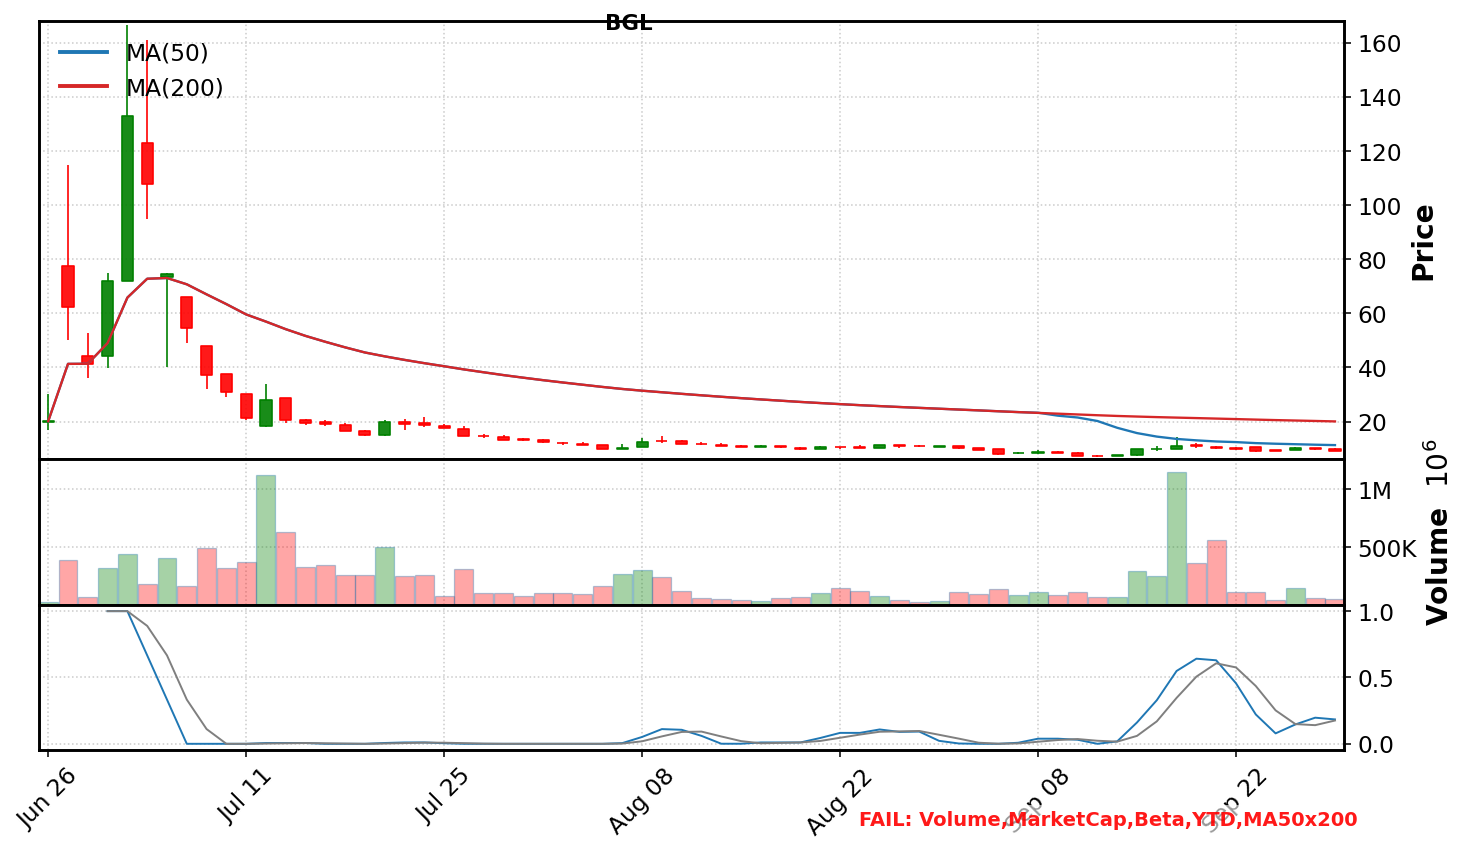 BGL
MA(50)
MA(200)
160
140
120
100
80
60
40
20
Price
1M
500K
Volume 10^6
1.0
0.5
0.0
Jun 26
Jul 11
Jul 25
Aug 08
Aug 22
Sep 08
Sep 22
FAIL: Volume,MarketCap,Beta,YTD,MA50x200